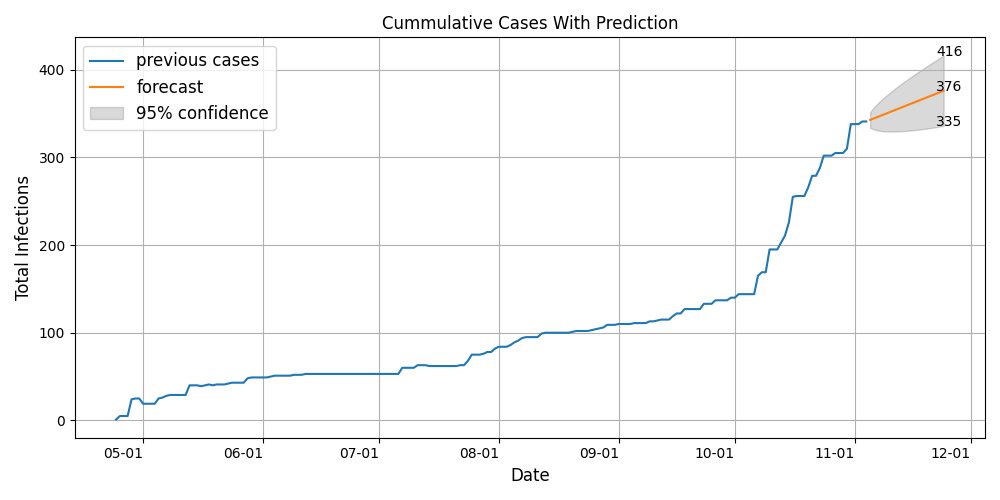 Cummulative Cases With Prediction
previous cases
forecast
95% confidence
416
376
335
400
300
200
100
0
Total Infections
05-01 06-01 07-01 08-01 09-01 10-01 11-01 12-01
Date